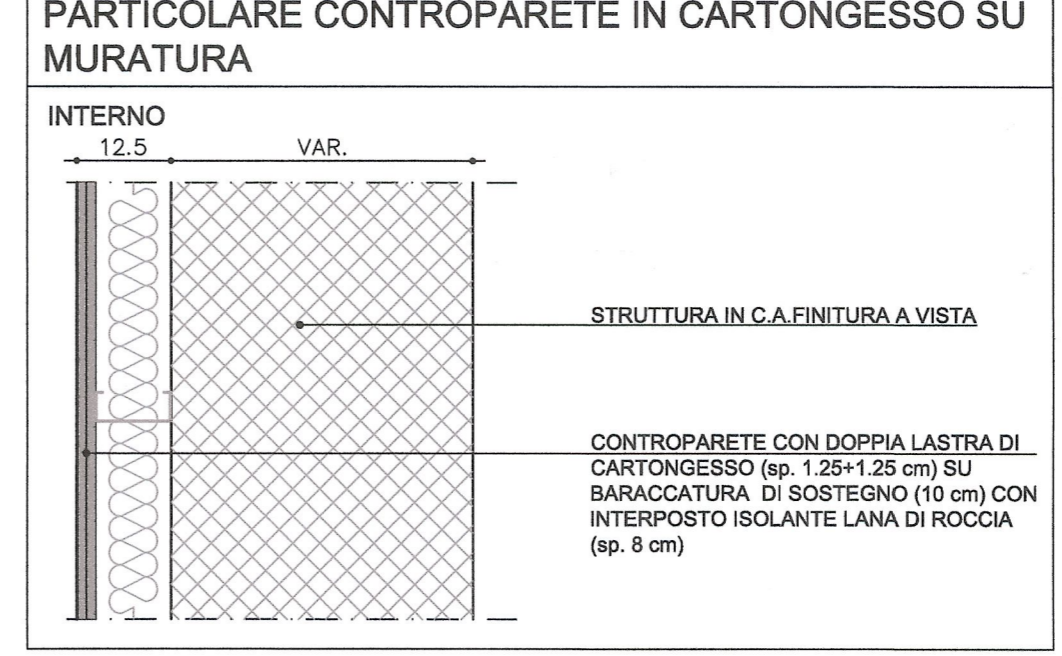 PARTICOLARE CONTROPARETE IN CARTONGESSO SU
MURATURA
INTERNO
12.5
VAR.
STRUTTURA IN C.A.FINITURA A VISTA
CONTROPARETE CON DOPPIA LASTRA DI
CARTONGESSO (sp. 1.25+1.25 cm) SU
BARACCATURA DI SOSTEGNO (10 cm) CON
INTERPOSTO ISOLANTE LANA DI ROCCIA
(sp. 8 cm)